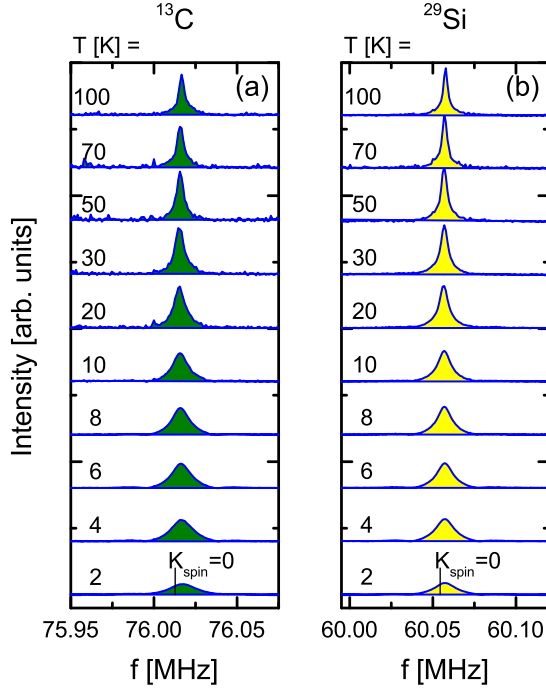 ¹³C
²⁹Si
T [K] =
T [K] =
(a)
(b)
100
70
50
30
20
10
8
6
4
2
K_spin=0
100
70
50
30
20
10
8
6
4
2
K_spin=0
Intensity [arb. units]
75.95 76.00 76.05
60.00 60.05 60.10
f [MHz]
f [MHz]